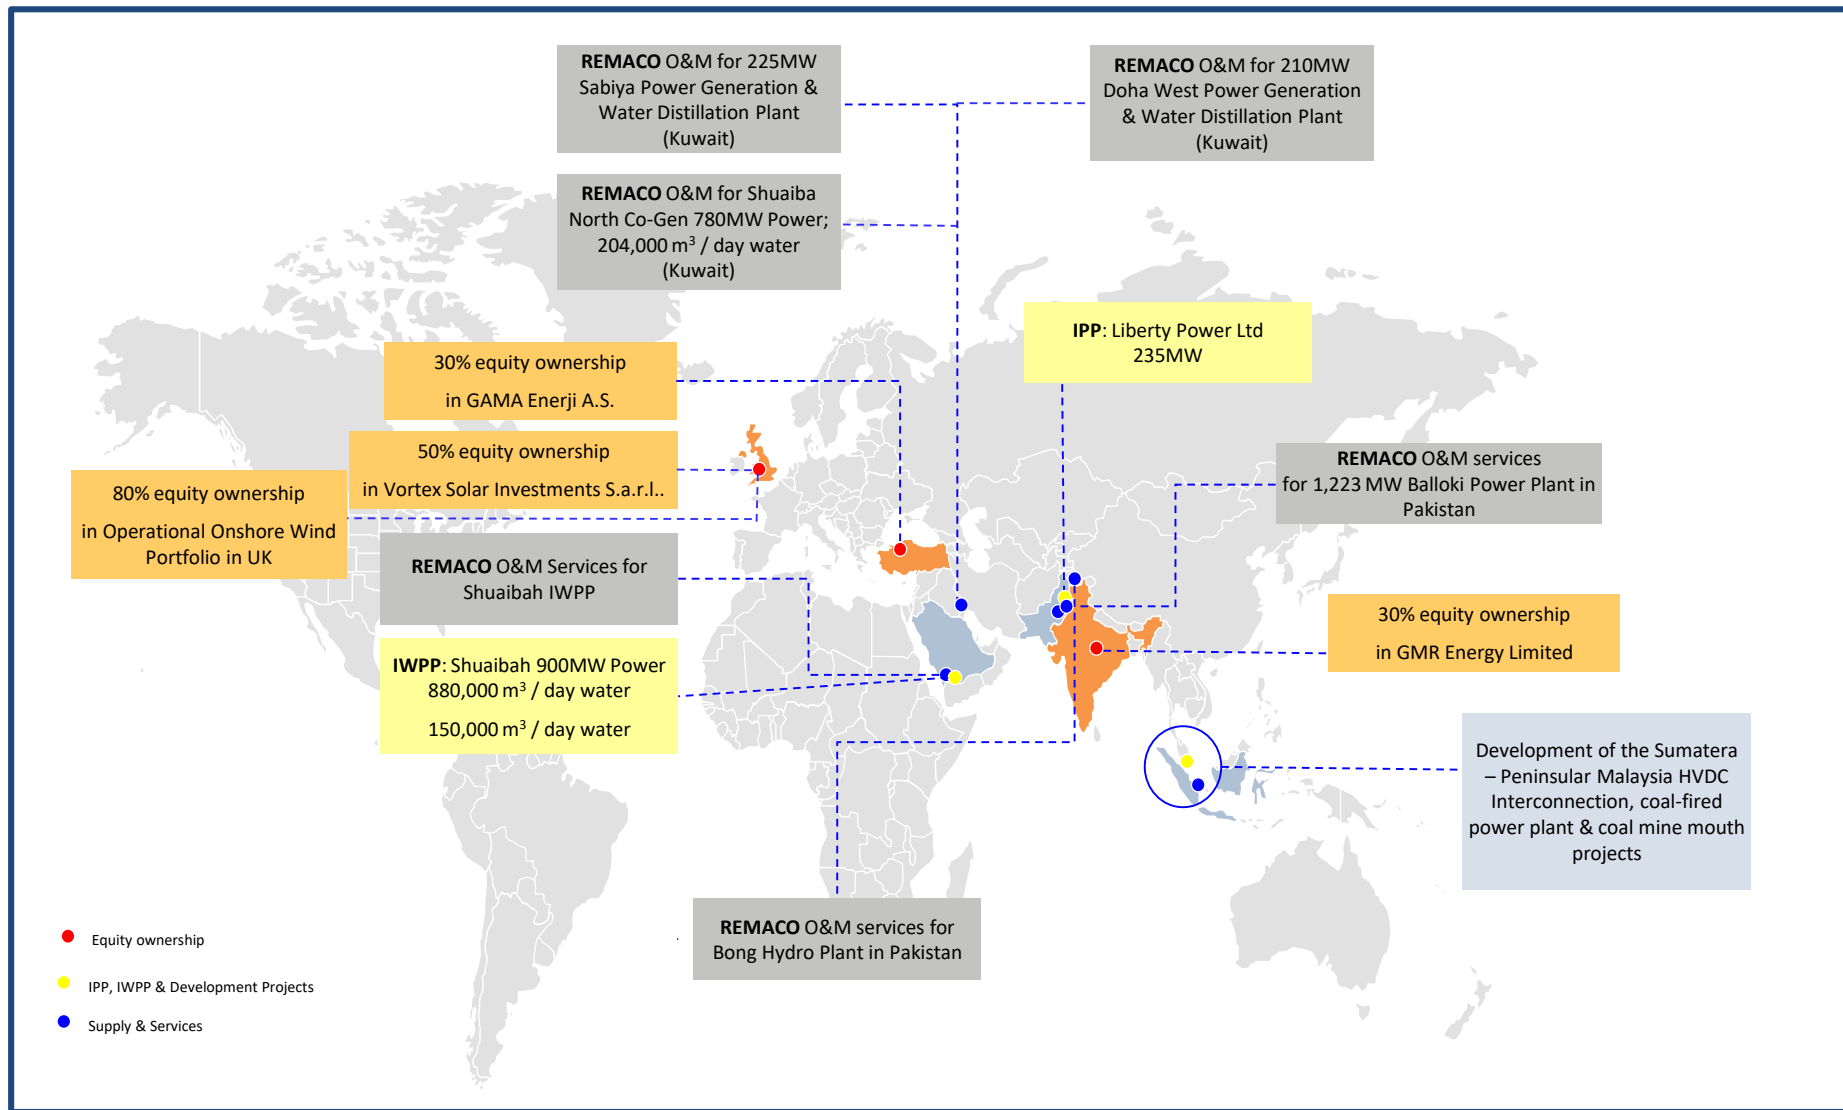 REMACO O&M for 225MW
Sabiya Power Generation &
Water Distillation Plant
(Kuwait)
REMACO O&M for 210MW
Doha West Power Generation
& Water Distillation Plant
(Kuwait)
REMACO O&M for Shuaiba
North Co-Gen 780MW Power;
204,000 m³ / day water
(Kuwait)
IPP: Liberty Power Ltd
235MW
30% equity ownership
in GAMA Enerji A.S.
50% equity ownership
in Vortex Solar Investments S.a.r.l..
80% equity ownership
in Operational Onshore Wind
Portfolio in UK
REMACO O&M services
for 1,223 MW Balloki Power Plant in
Pakistan
REMACO O&M Services for
Shuaibah IWPP
30% equity ownership
in GMR Energy Limited
IWPP: Shuaibah 900MW Power
880,000 m³ / day water
150,000 m³ / day water
Development of the Sumatera
– Peninsular Malaysia HVDC
Interconnection, coal-fired
power plant & coal mine mouth
projects
REMACO O&M services for
Bong Hydro Plant in Pakistan
Equity ownership
IPP, IWPP & Development Projects
Supply & Services